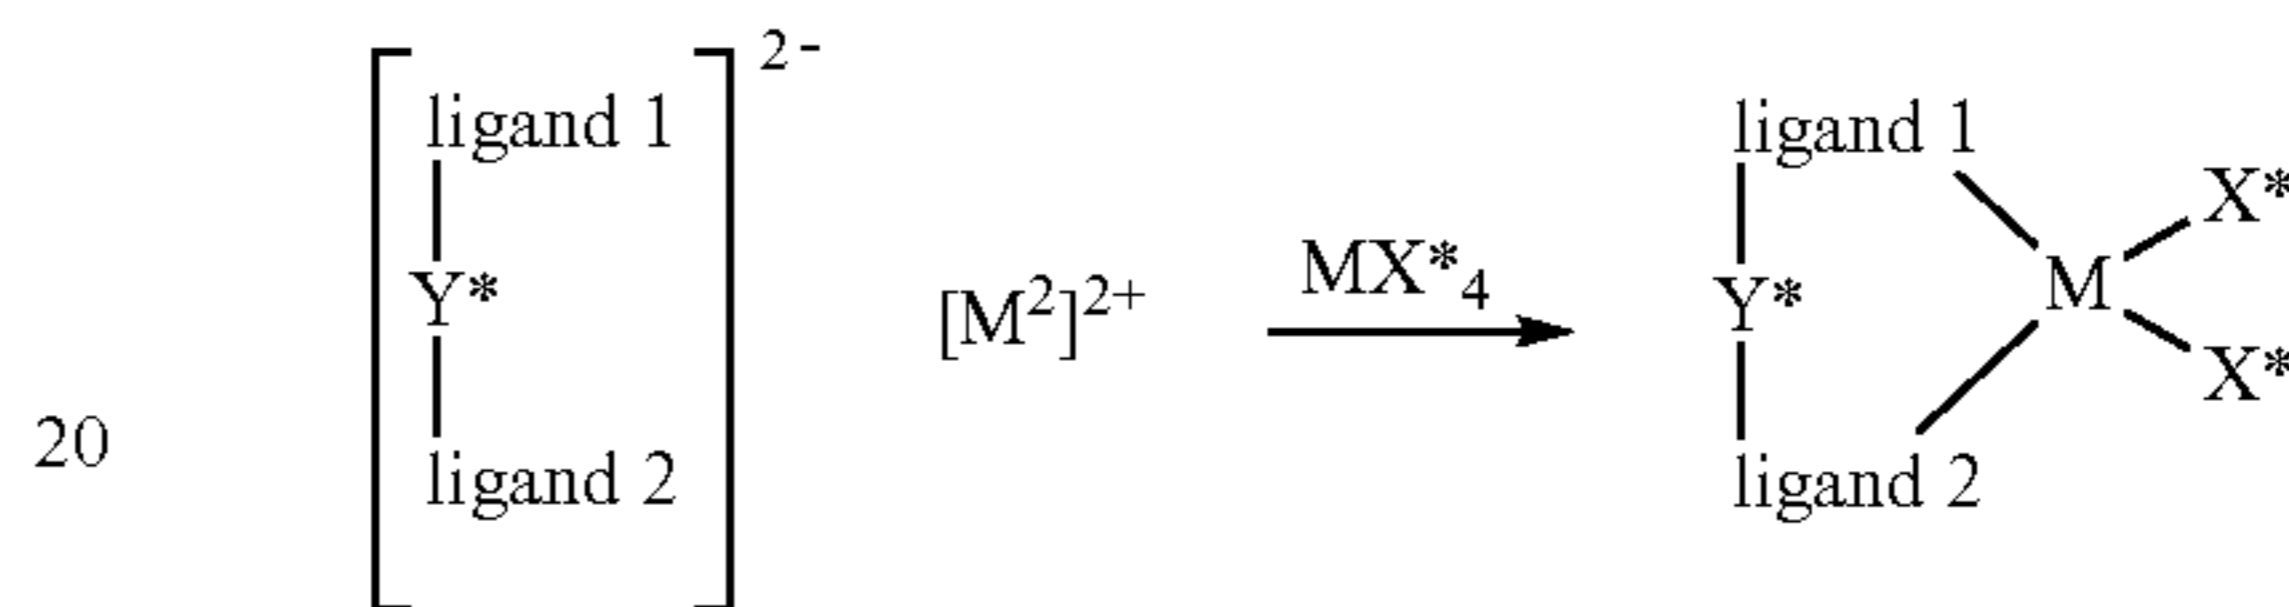 2-
ligand 1 ligand 1
X*
MX*4
Y* [M2]2+ Y* M
X*
20
ligand 2 ligand 2